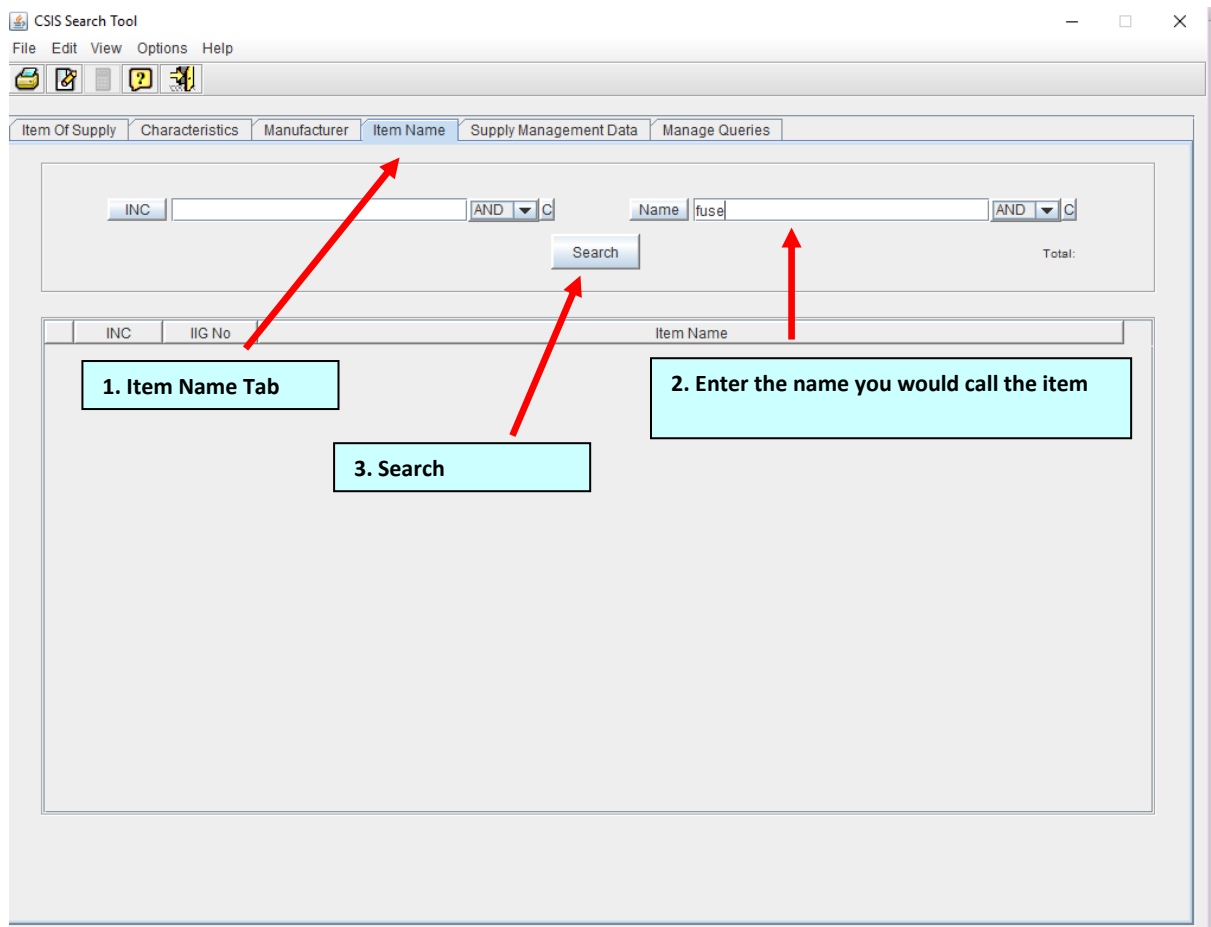 CSIS Search Tool
File Edit View Options Help
Item Of Supply Characteristics Manufacturer Item Name Supply Management Data Manage Queries
INC AND C Name fuse AND C
Search Total:
INC IIG No Item Name
1. Item Name Tab
2. Enter the name you would call the item
3. Search